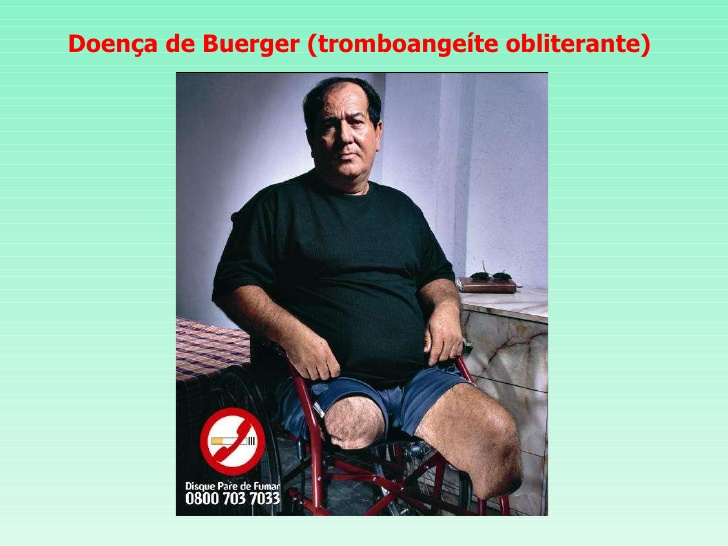 Doença de Buerger (tromboangeíte obliterante)
Disque Pare de Fumar
0800 703 7033